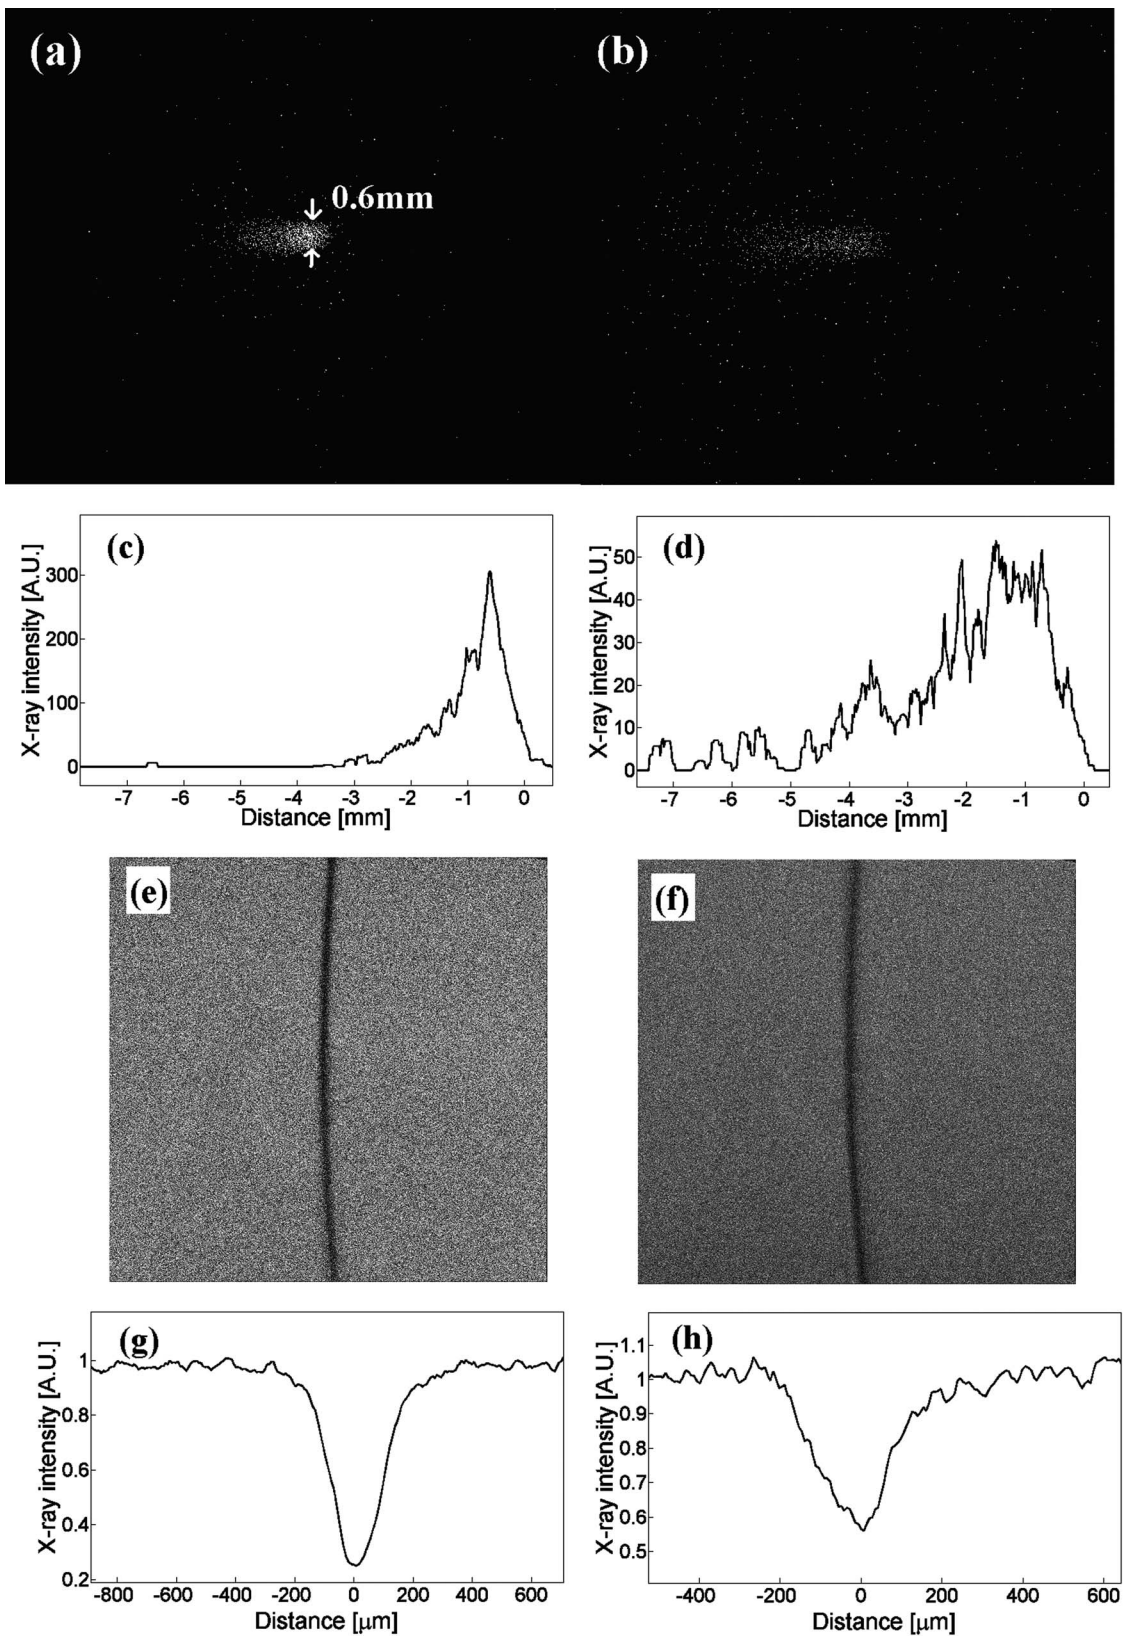 (a)
(b)
0.6mm
(c)
X-ray intensity [A.U.]
300
200
100
0
-7 -6 -5 -4 -3 -2 -1 0
Distance [mm]
(d)
X-ray intensity [A.U.]
50
40
30
20
10
0
-7 -6 -5 -4 -3 -2 -1 0
Distance [mm]
(e)
(f)
(g)
X-ray intensity [A.U.]
1
0.8
0.6
0.4
0.2
-800 -600 -400 -200 0 200 400 600
Distance [µm]
(h)
X-ray intensity [A.U.]
1.1
1
0.9
0.8
0.7
0.6
0.5
-400 -200 0 200 400 600
Distance [µm]